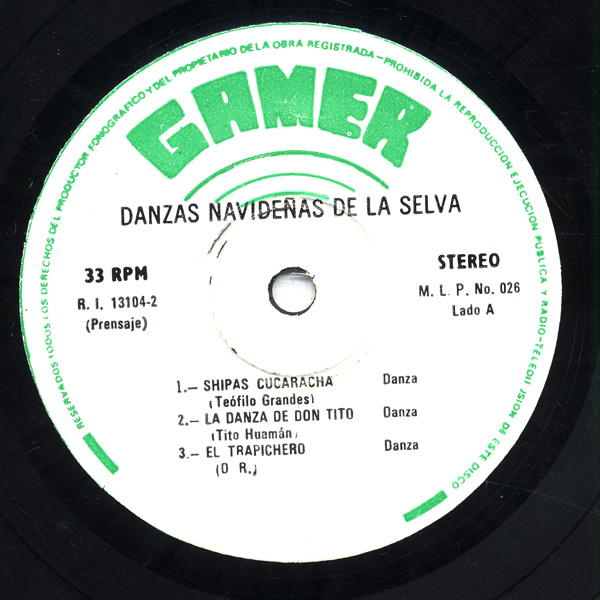 RESERVADOS TODOS LOS DERECHOS DEL PRODUCTOR FONOGRAFICO Y DEL PROPIETARIO DE LA OBRA REGISTRADA - PROHIBIDA LA REPRODUCCION EJECUCION PUBLICA Y RADIO-TELEDIFUSION DE ESTE DISCO
GAMER
DANZAS NAVIDEÑAS DE LA SELVA
33 RPM
R. I. 13104-2
(Prensaje)
STEREO
M. L. P. No. 026
Lado A
1.- SHIPAS CUCARACHA Danza
(Teófilo Grandes)
2.- LA DANZA DE DON TITO Danza
(Tito Huamán)
3.- EL TRAPICHERO Danza
(D R.)